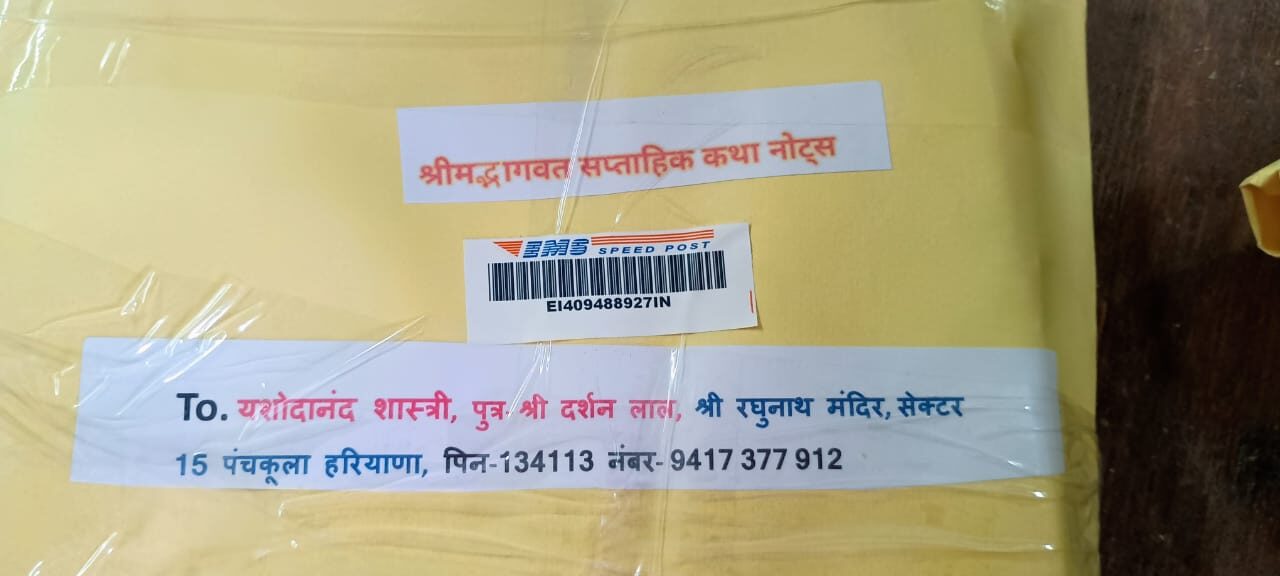 श्रीमद्भागवत सप्ताहिक कथा नोट्स
EMS SPEED POST
EI409488927IN
To. यशोदानंद शास्त्री, पुत्र- श्री दर्शन लाल, श्री रघुनाथ मंदिर, सेक्टर
15 पंचकूला हरियाणा, पिन-134113 नंबर- 9417 377 912